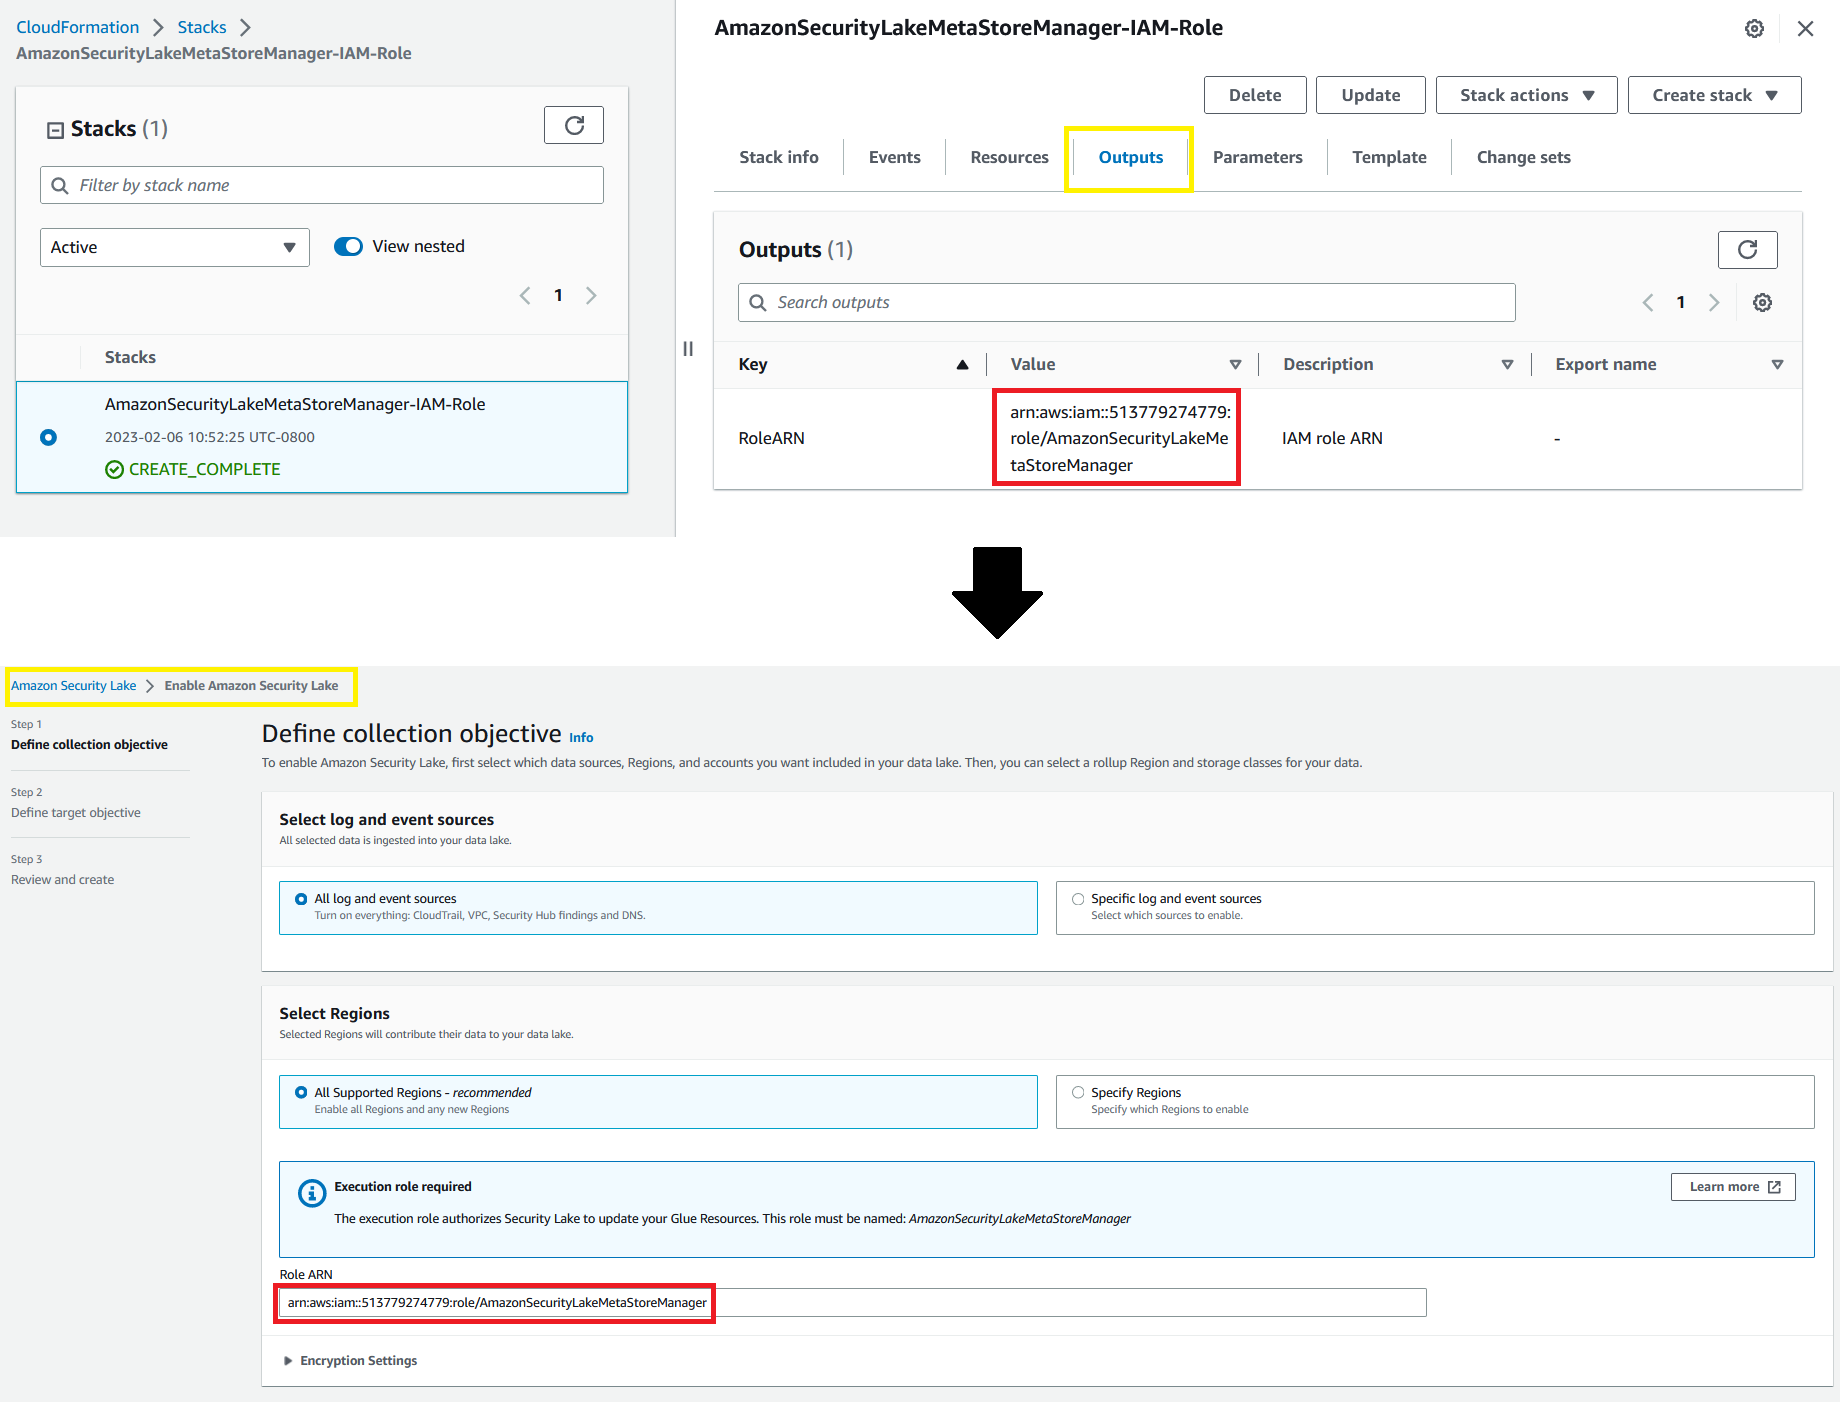 CloudFormation > Stacks >
AmazonSecurityLakeMetaStoreManager-IAM-Role
Stacks (1)
Filter by stack name
Active
View nested
1
Stacks
AmazonSecurityLakeMetaStoreManager-IAM-Role
2023-02-06 10:52:25 UTC-0800
CREATE_COMPLETE
AmazonSecurityLakeMetaStoreManager-IAM-Role
Delete Update Stack actions Create stack
Stack info Events Resources Outputs Parameters Template Change sets
Outputs (1)
Search outputs
1
Key Value Description Export name
RoleARN
arn:aws:iam::513779274779:
role/AmazonSecurityLakeMe
taStoreManager
IAM role ARN
-
Amazon Security Lake > Enable Amazon Security Lake
Step 1
Define collection objective
Step 2
Define target objective
Step 3
Review and create
Define collection objective Info
To enable Amazon Security Lake, first select which data sources, Regions, and accounts you want included in your data lake. Then, you can select a rollup Region and storage classes for your data.
Select log and event sources
All selected data is ingested into your data lake.
All log and event sources
Turn on everything: CloudTrail, VPC, Security Hub findings and DNS.
Specific log and event sources
Select which sources to enable.
Select Regions
Selected Regions will contribute their data to your data lake.
All Supported Regions - recommended
Enable all Regions and any new Regions
Specify Regions
Specify which Regions to enable
Execution role required
Learn more
The execution role authorizes Security Lake to update your Glue Resources. This role must be named: AmazonSecurityLakeMetaStoreManager
Role ARN
arn:aws:iam::513779274779:role/AmazonSecurityLakeMetaStoreManager
Encryption Settings